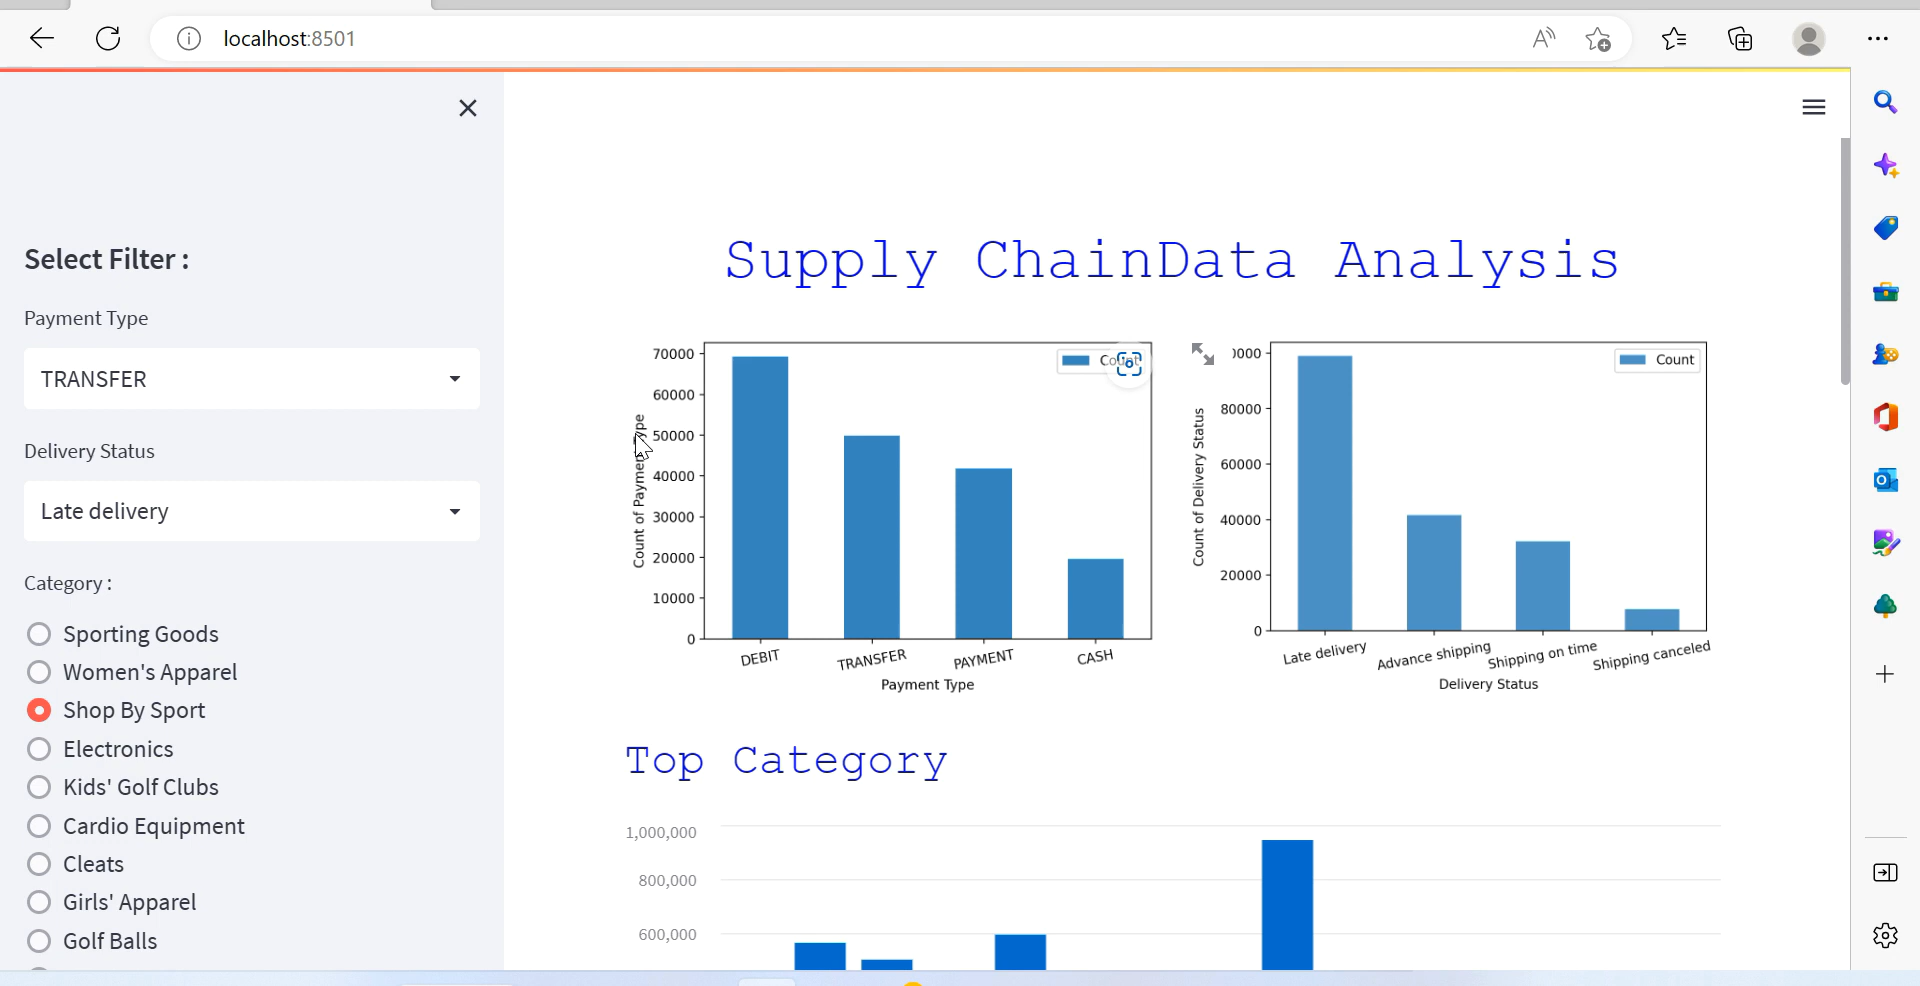 localhost:8501
Select Filter :
Payment Type
TRANSFER
Delivery Status
Late delivery
Category :
Sporting Goods
Women's Apparel
Shop By Sport
Electronics
Kids' Golf Clubs
Cardio Equipment
Cleats
Girls' Apparel
Golf Balls
Supply ChainData Analysis
70000
60000
50000
40000
30000
20000
10000
0
Count of Payment Type
DEBIT TRANSFER PAYMENT CASH
Payment Type
Count
80000
60000
40000
20000
0
Count of Delivery Status
Late delivery Advance shipping Shipping on time Shipping canceled
Delivery Status
Top Category
1,000,000
800,000
600,000